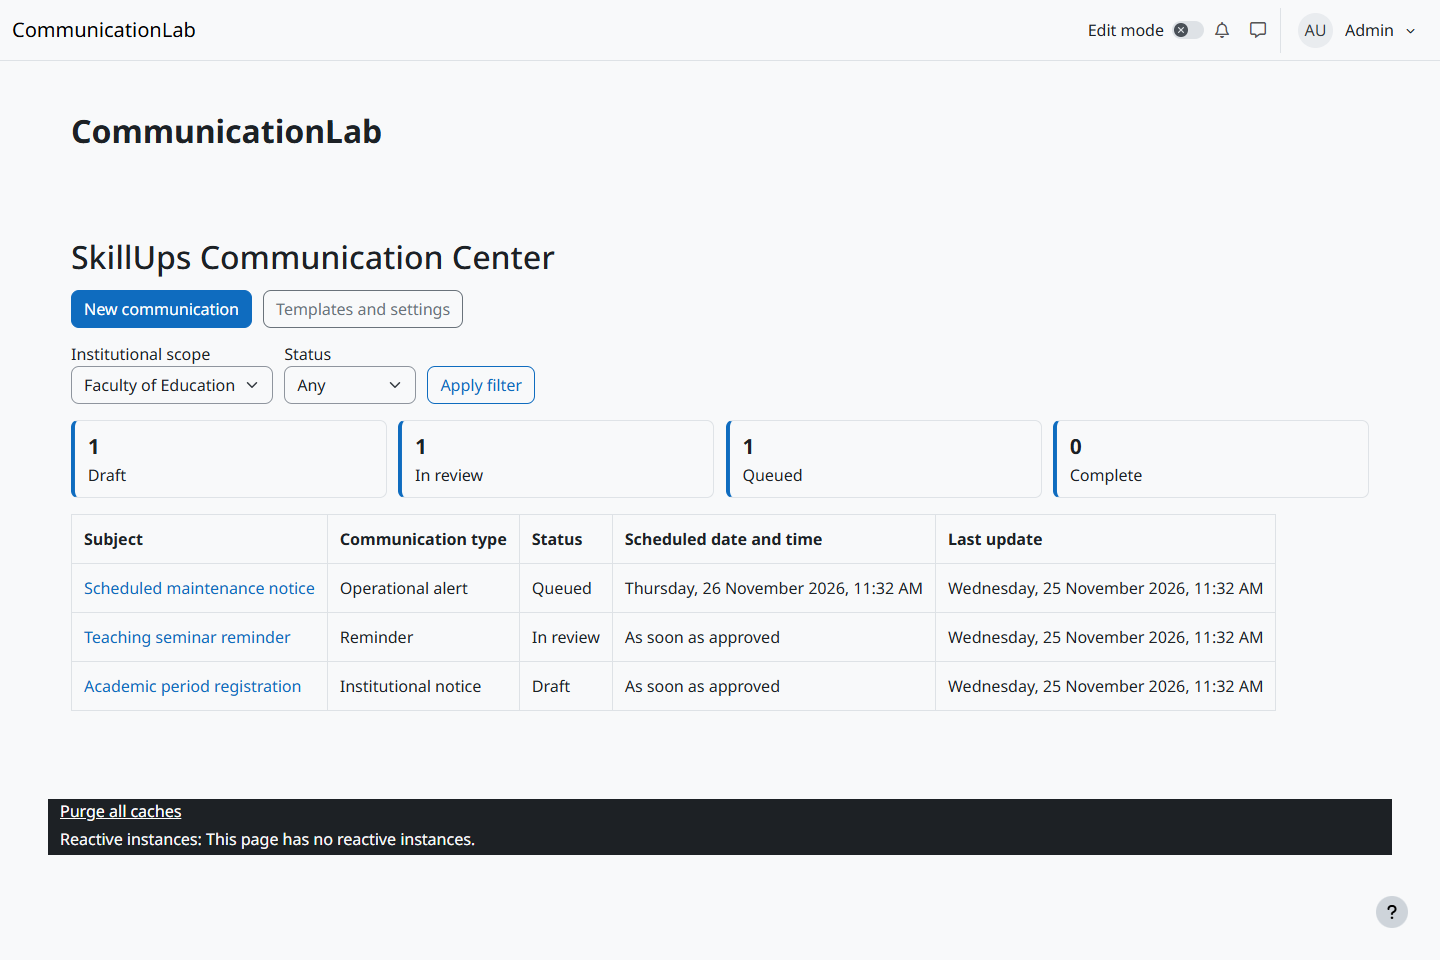 CommunicationLab
Edit mode
AU Admin
CommunicationLab
SkillUps Communication Center
New communication
Templates and settings
Institutional scope
Status
Faculty of Education
Any
Apply filter
1
Draft
1
In review
1
Queued
0
Complete
Subject Communication type Status Scheduled date and time Last update
Scheduled maintenance notice Operational alert Queued Thursday, 26 November 2026, 11:32 AM Wednesday, 25 November 2026, 11:32 AM
Teaching seminar reminder Reminder In review As soon as approved Wednesday, 25 November 2026, 11:32 AM
Academic period registration Institutional notice Draft As soon as approved Wednesday, 25 November 2026, 11:32 AM
Purge all caches
Reactive instances: This page has no reactive instances.
?